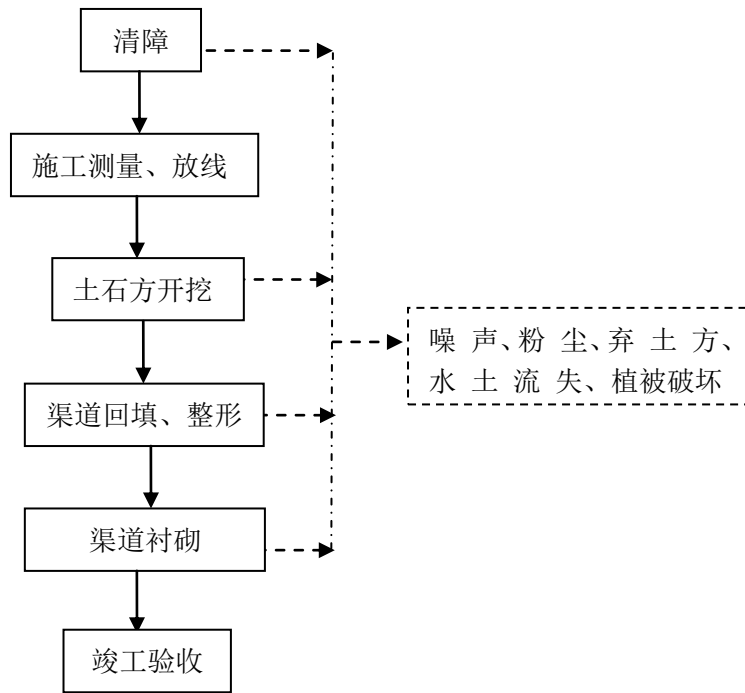 清障
施工测量、放线
土石方开挖
渠道回填、整形
渠道衬砌
竣工验收
噪声、粉尘、弃土方、
水土流失、植被破坏